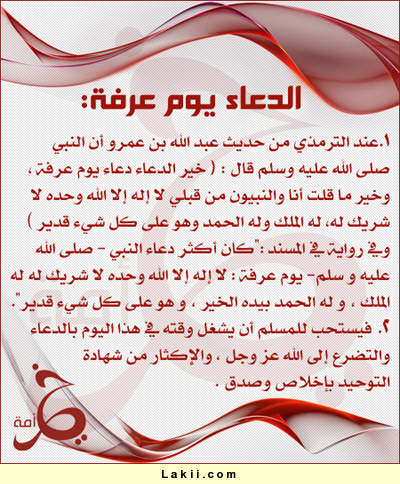 الدعاء يوم عرفة:
١.عند الترمذي من حديث عبد الله بن عمرو أن النبي
صلى الله عليه وسلم قال : ( خير الدعاء دعاء يوم عرفة ،
وخير ما قلت أنا والنبيون من قبلي لا إله إلا الله وحده لا
شريك له، له الملك وله الحمد وهو على كل شيء قدير )
وفي رواية في المسند :"كان أكثر دعاء النبي - صلى الله
عليه و سلم- يوم عرفة : لا إله إلا الله وحده لا شريك له له
الملك ، و له الحمد بيده الخير ، و هو على كل شيء قدير".
٢. فيستحب للمسلم أن يشغل وقته في هذا اليوم بالدعاء
والتضرع إلى الله عز وجل ، والإكثار من شهادة
التوحيد بإخلاص وصدق .
خير أمة
Lakii.com